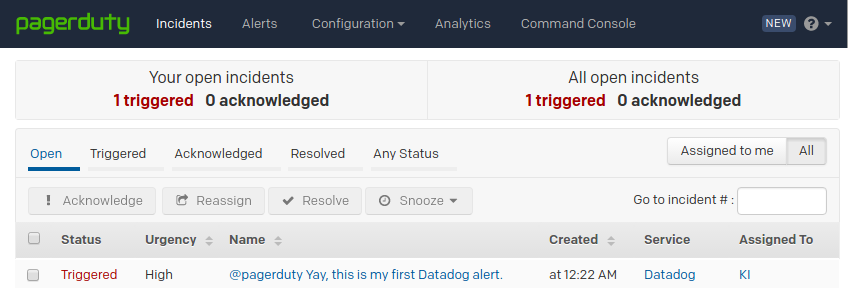 pagerduty Incidents Alerts Configuration Analytics Command Console NEW ?
Your open incidents All open incidents
1 triggered 0 acknowledged 1 triggered 0 acknowledged
Open Triggered Acknowledged Resolved Any Status Assigned to me All
! Acknowledge Reassign Resolve Snooze Go to incident # :
Status Urgency Name Created Service Assigned To
Triggered High @pagerduty Yay, this is my first Datadog alert. at 12:22 AM Datadog KI